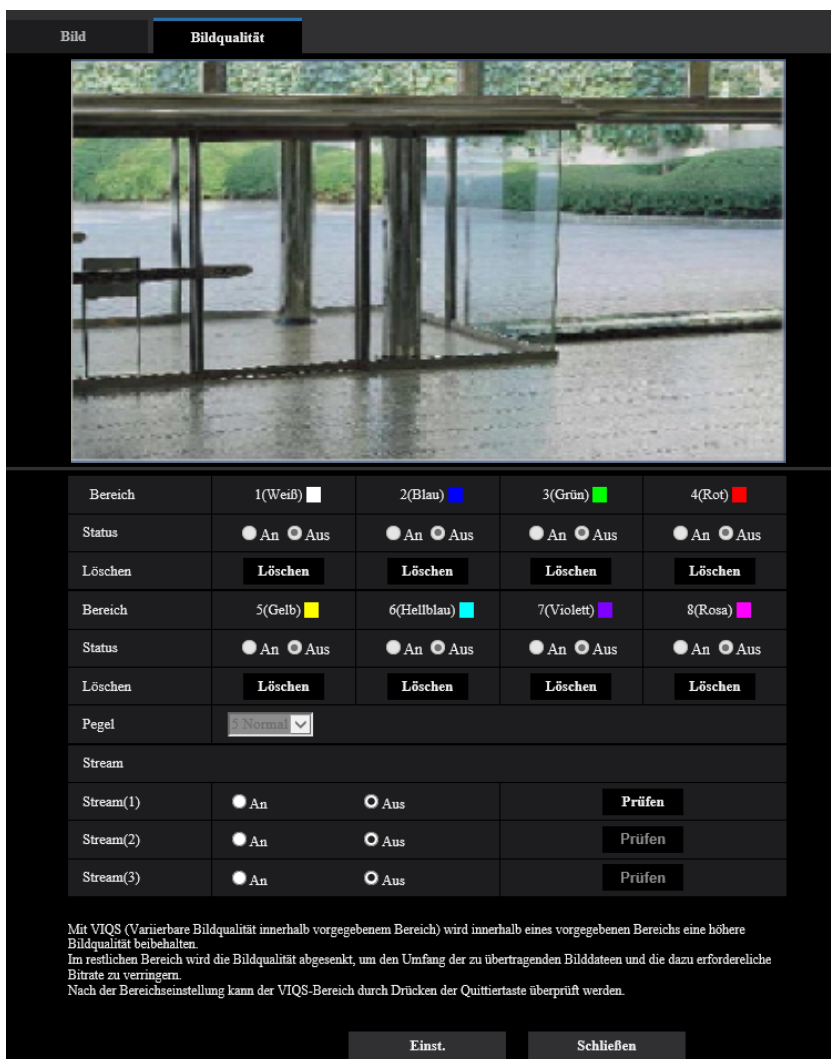 Bild Bildqualität
Bereich 1(Weiß) 2(Blau) 3(Grün) 4(Rot)
Status An Aus An Aus An Aus An Aus
Löschen Löschen Löschen Löschen Löschen
Bereich 5(Gelb) 6(Hellblau) 7(Violett) 8(Rosa)
Status An Aus An Aus An Aus An Aus
Löschen Löschen Löschen Löschen Löschen
Pegel 5 Normal
Stream
Stream(1) An Aus Prüfen
Stream(2) An Aus Prüfen
Stream(3) An Aus Prüfen
Mit VIQS (Variierbare Bildqualität innerhalb vorgegebenem Bereich) wird innerhalb eines vorgegebenen Bereichs eine höhere
Bildqualität beibehalten.
Im restlichen Bereich wird die Bildqualität abgesenkt, um den Umfang der zu übertragenden Bilddateen und die dazu erfordereliche
Bitrate zu verringern.
Nach der Bereichseinstellung kann der VIQS-Bereich durch Drücken der Quittiertaste überprüft werden.
Einst. Schließen